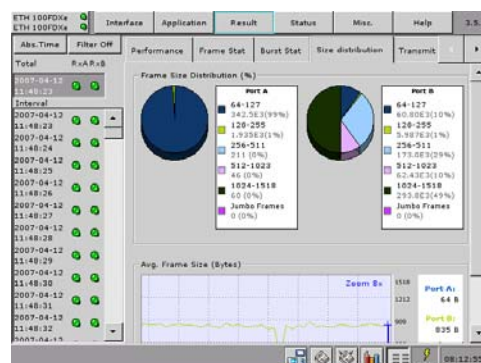 ETH 100FDXe
ETH 100FDXe
Interface Application Result Status Misc. Help 3.5.
Abs.Time Filter Off
Performance Frame Stat Burst Stat Size distribution Transmit
Total RxA RxB
2007-04-12
11:48:23
Interval
2007-04-12
11:48:23
2007-04-12
11:48:24
2007-04-12
11:48:25
2007-04-12
11:48:26
2007-04-12
11:48:27
2007-04-12
11:48:28
2007-04-12
11:48:29
2007-04-12
11:48:30
2007-04-12
11:48:31
2007-04-12
11:48:32
2007-04-12
Frame Size Distribution (%)
Port A
64-127
342.5E3(99%)
128-255
1.935E3(1%)
256-511
211 (0%)
512-1023
46 (0%)
1024-1518
60 (0%)
Jumbo Frames
0 (0%)
Port B
64-127
60.80E3(10%)
128-255
5.987E3(1%)
256-511
173.0E3(29%)
512-1023
62.43E3(10%)
1024-1518
293.8E3(49%)
Jumbo Frames
0 (0%)
Avg. Frame Size (Bytes)
Zoom 8x
1518
1212
909
Port A:
64 B
Port B:
835 B
08:12:55